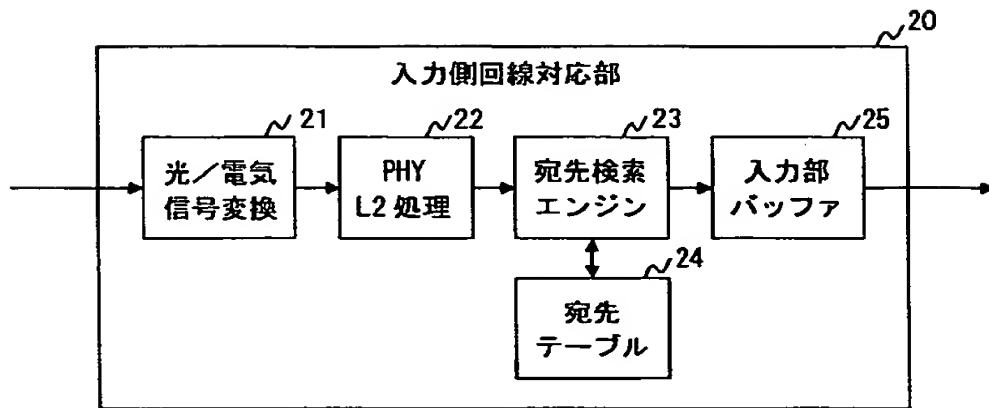 20
入力側回線対応部
21
光／電気
信号変換
22
PHY
L2処理
23
宛先検索
エンジン
25
入力部
バッファ
24
宛先
テーブル